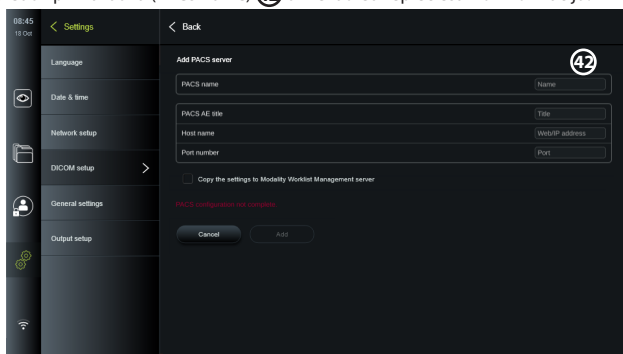 08:45
18 Oct
Settings
Back
Language
Date & time
Network setup
DICOM setup
General settings
Output setup
Add PACS server
42
PACS name
Name
PACS AE title
Title
Host name
Web/IP address
Port number
Port
Copy the settings to Modality Worklist Management server
PACS configuration not complete.
Cancel
Add